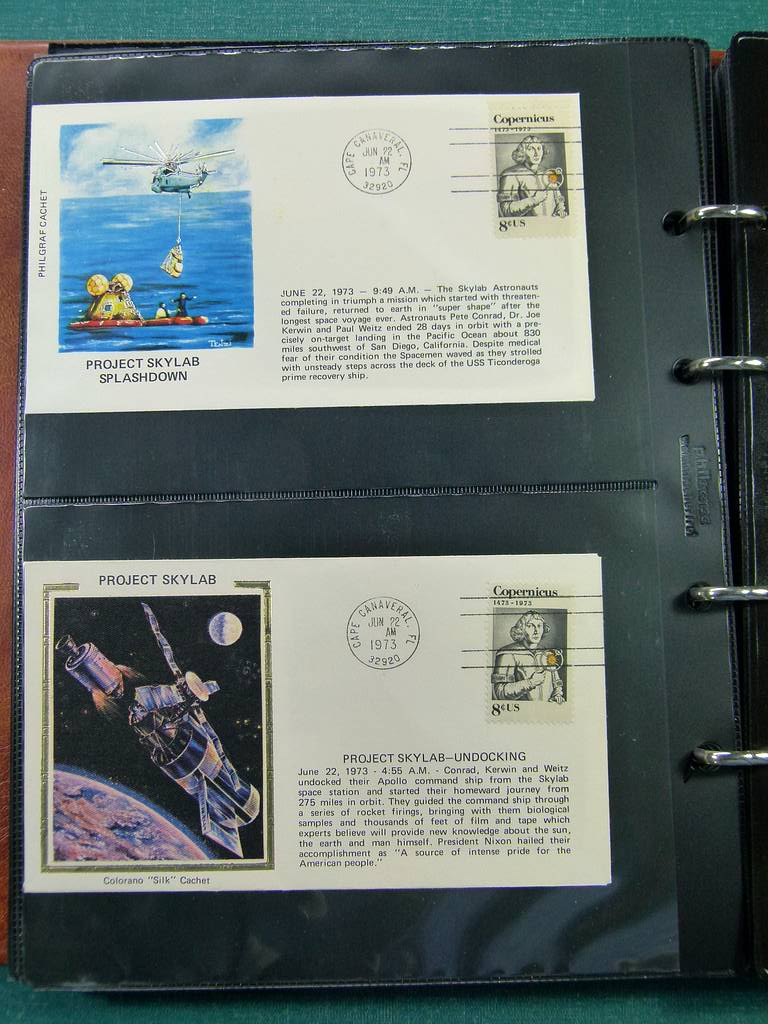 PHILGRAF CACHET
CAPE CANAVERAL, FL
JUN 22
AM
1973
32920
Copernicus
1473-1973
8¢US
PROJECT SKYLAB
SPLASHDOWN
JUNE 22, 1973 — 9:49 A.M. — The Skylab Astronauts
completing in triumph a mission which started with threaten-
ed failure, returned to earth in "super shape" after the
longest space voyage ever. Astronauts Pete Conrad, Dr. Joe
Kerwin and Paul Weitz ended 28 days in orbit with a pre-
cisely on-target landing in the Pacific Ocean about 830
miles southwest of San Diego, California. Despite medical
fear of their condition the Spacemen waved as they strolled
with unsteady steps across the deck of the USS Ticonderoga
prime recovery ship.
PROJECT SKYLAB
CAPE CANAVERAL, FL
JUN 22
AM
1973
32920
Copernicus
1473-1973
8¢US
PROJECT SKYLAB—UNDOCKING
June 22, 1973 - 4:55 A.M. - Conrad, Kerwin and Weitz
undocked their Apollo command ship from the Skylab
space station and started their homeward journey from
275 miles in orbit. They guided the command ship through
a series of rocket firings, bringing with them biological
samples and thousands of feet of film and tape which
experts believe will provide new knowledge about the sun,
the earth and man himself. President Nixon hailed their
accomplishment as "A source of intense pride for the
American people."
Colorano "Silk" Cachet